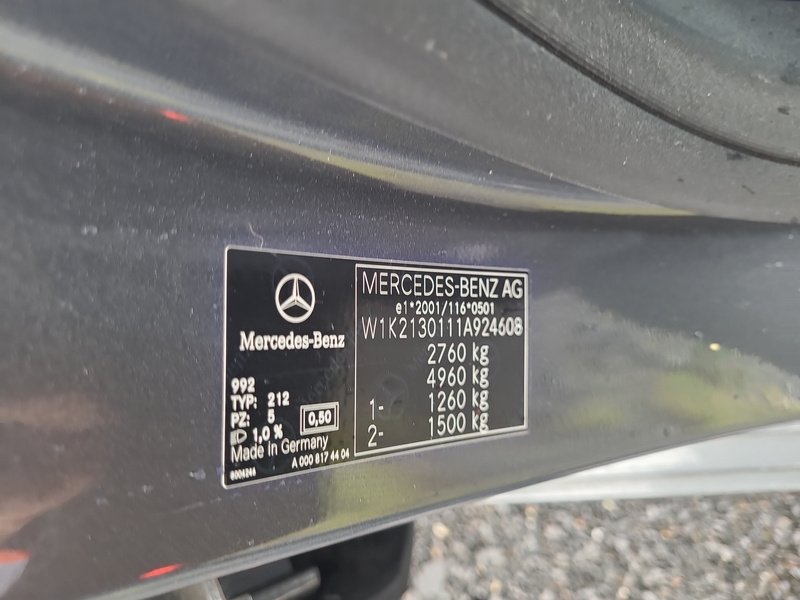 Mercedes-Benz
992
TYP: 212
PZ: 5
1,0 %
0,50
Made in Germany
A 000 817 44 04
MERCEDES-BENZ AG
e1*2001/116*0501
W1K2130111A924608
2760 kg
4960 kg
1- 1260 kg
2- 1500 kg